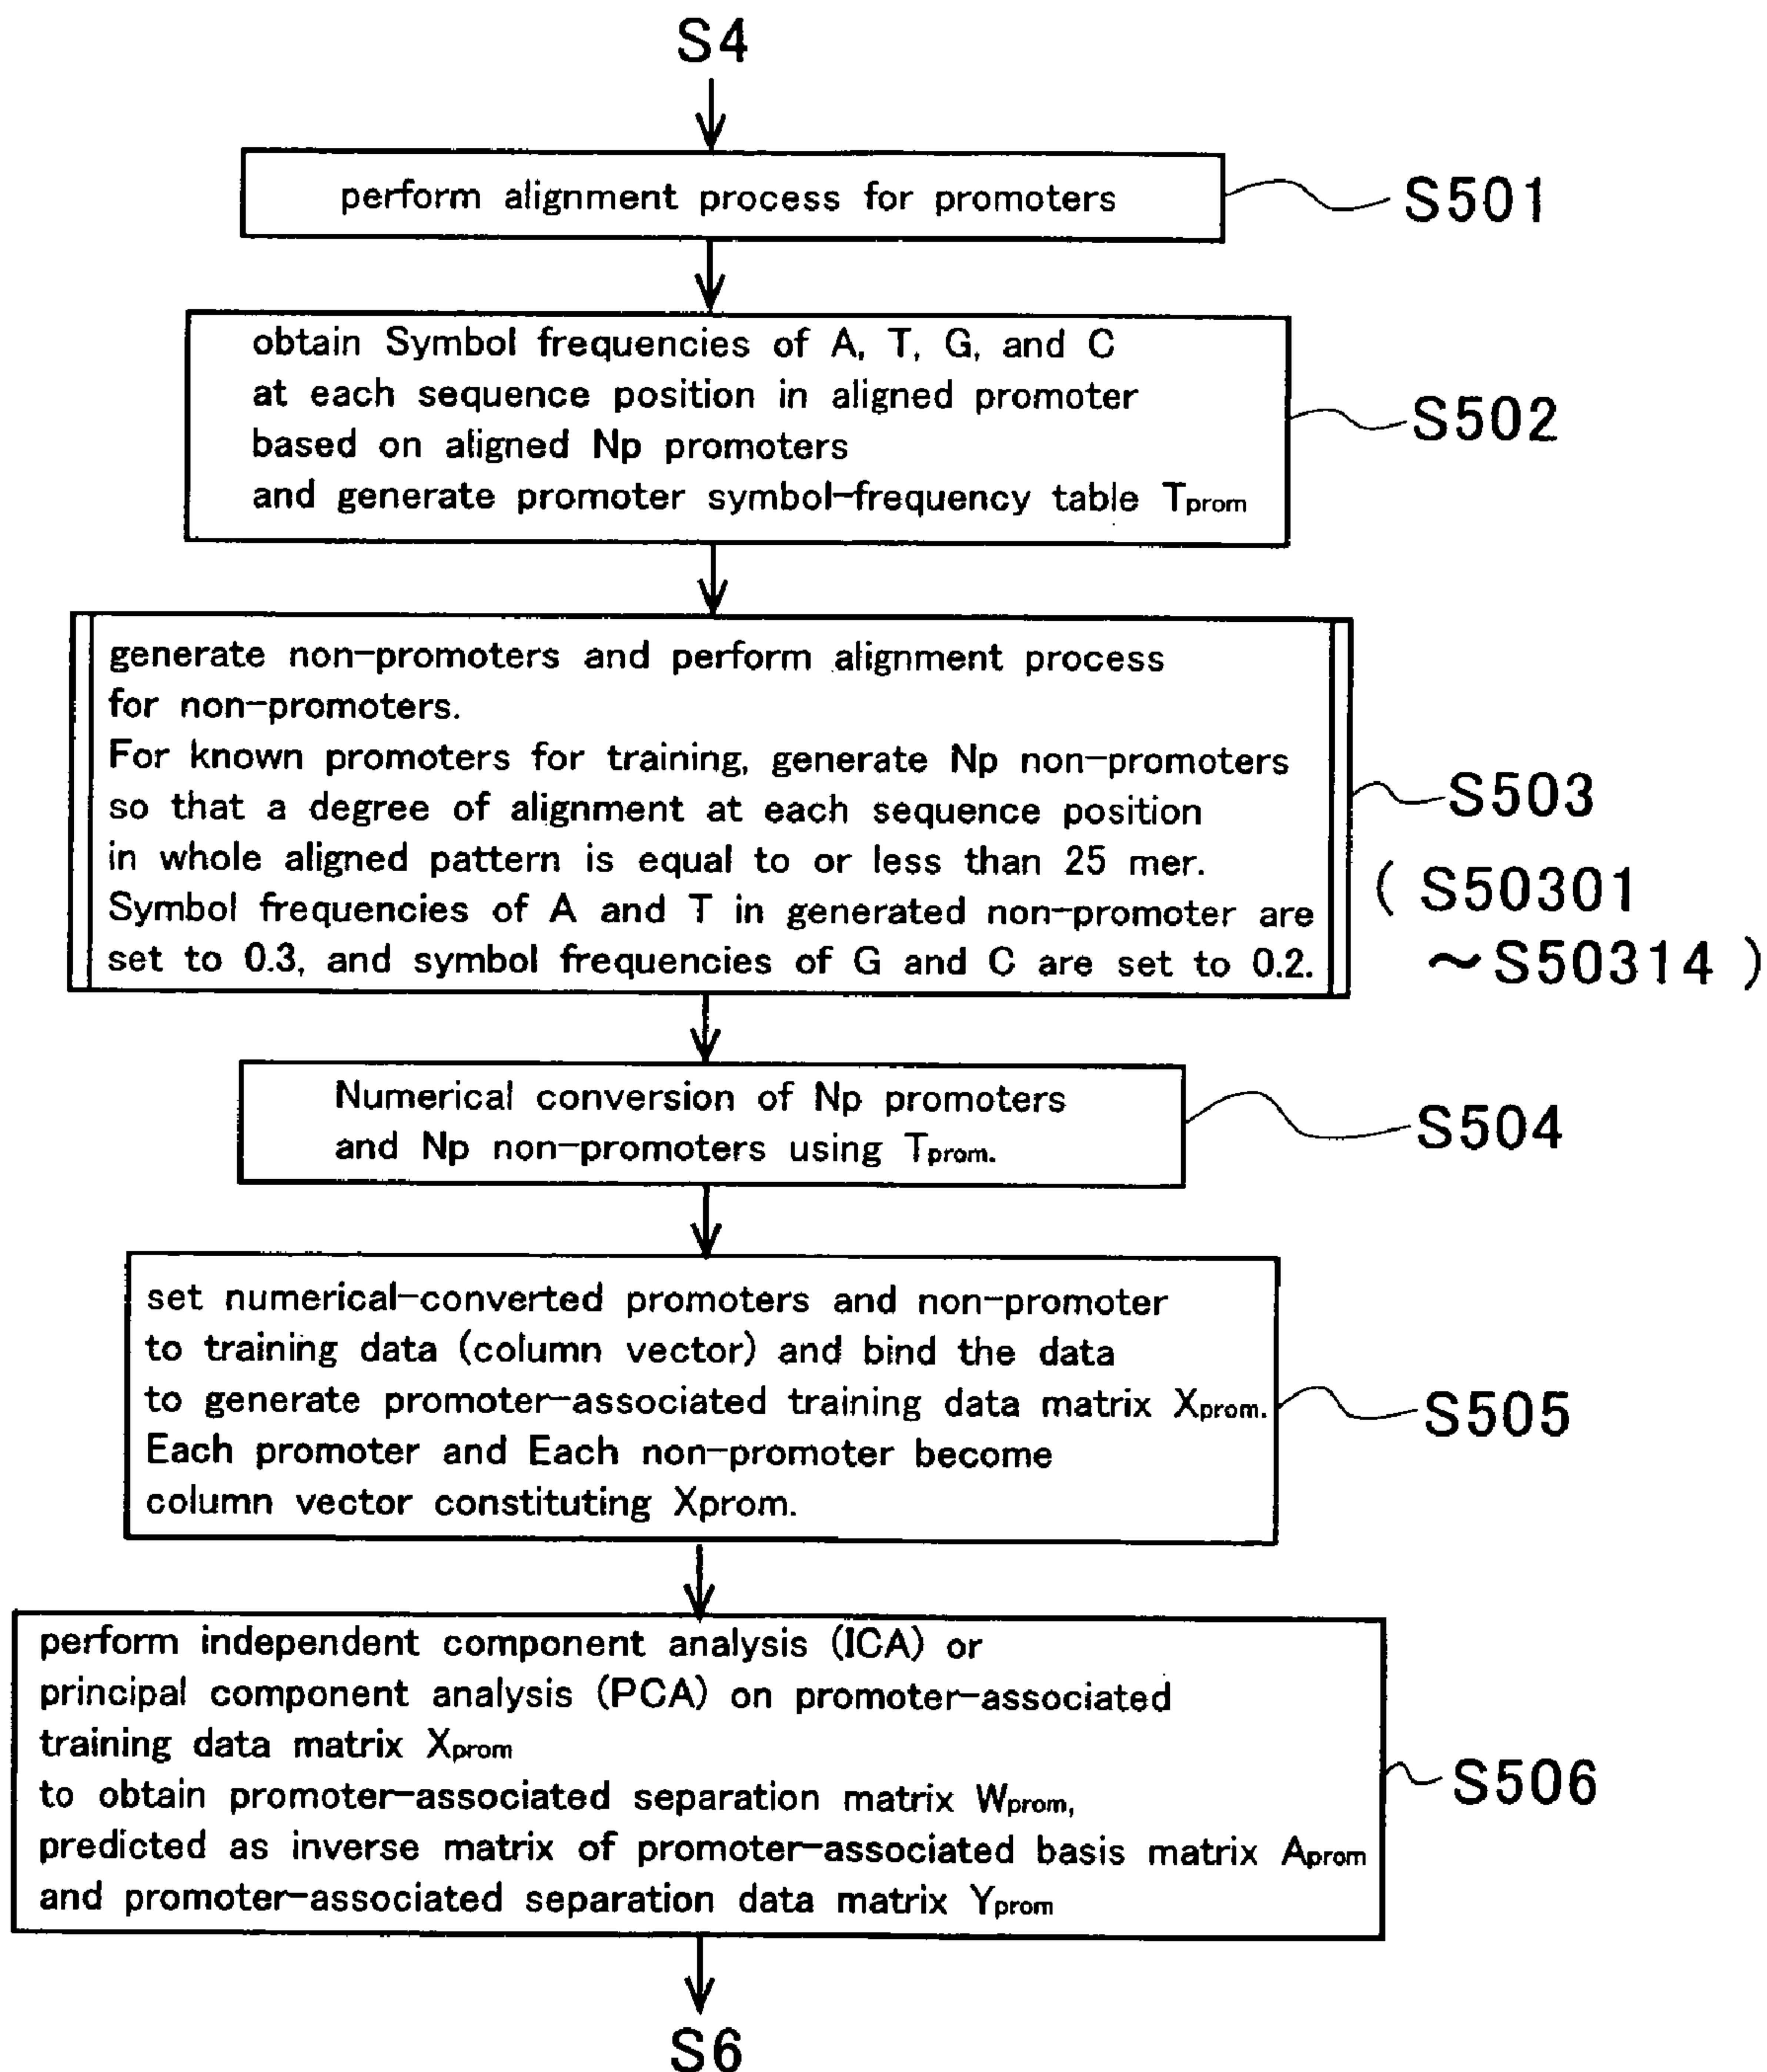 S4
perform alignment process for promoters
S501
obtain Symbol frequencies of A, T, G, and C
at each sequence position in aligned promoter
based on aligned Np promoters
and generate promoter symbol-frequency table Tprom
S502
generate non-promoters and perform alignment process
for non-promoters.
For known promoters for training, generate Np non-promoters
so that a degree of alignment at each sequence position
in whole aligned pattern is equal to or less than 25 mer.
Symbol frequencies of A and T in generated non-promoter are
set to 0.3, and symbol frequencies of G and C are set to 0.2.
S503
( S50301
~S50314 )
Numerical conversion of Np promoters
and Np non-promoters using Tprom.
S504
set numerical-converted promoters and non-promoter
to training data (column vector) and bind the data
to generate promoter-associated training data matrix Xprom.
Each promoter and Each non-promoter become
column vector constituting Xprom.
S505
perform independent component analysis (ICA) or
principal component analysis (PCA) on promoter-associated
training data matrix Xprom
to obtain promoter-associated separation matrix Wprom,
predicted as inverse matrix of promoter-associated basis matrix Aprom
and promoter-associated separation data matrix Yprom
S506
S6